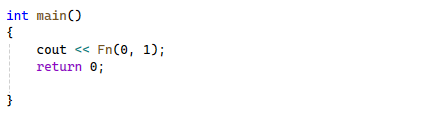 int main()
{
    cout << Fn(0, 1);
    return 0;
}